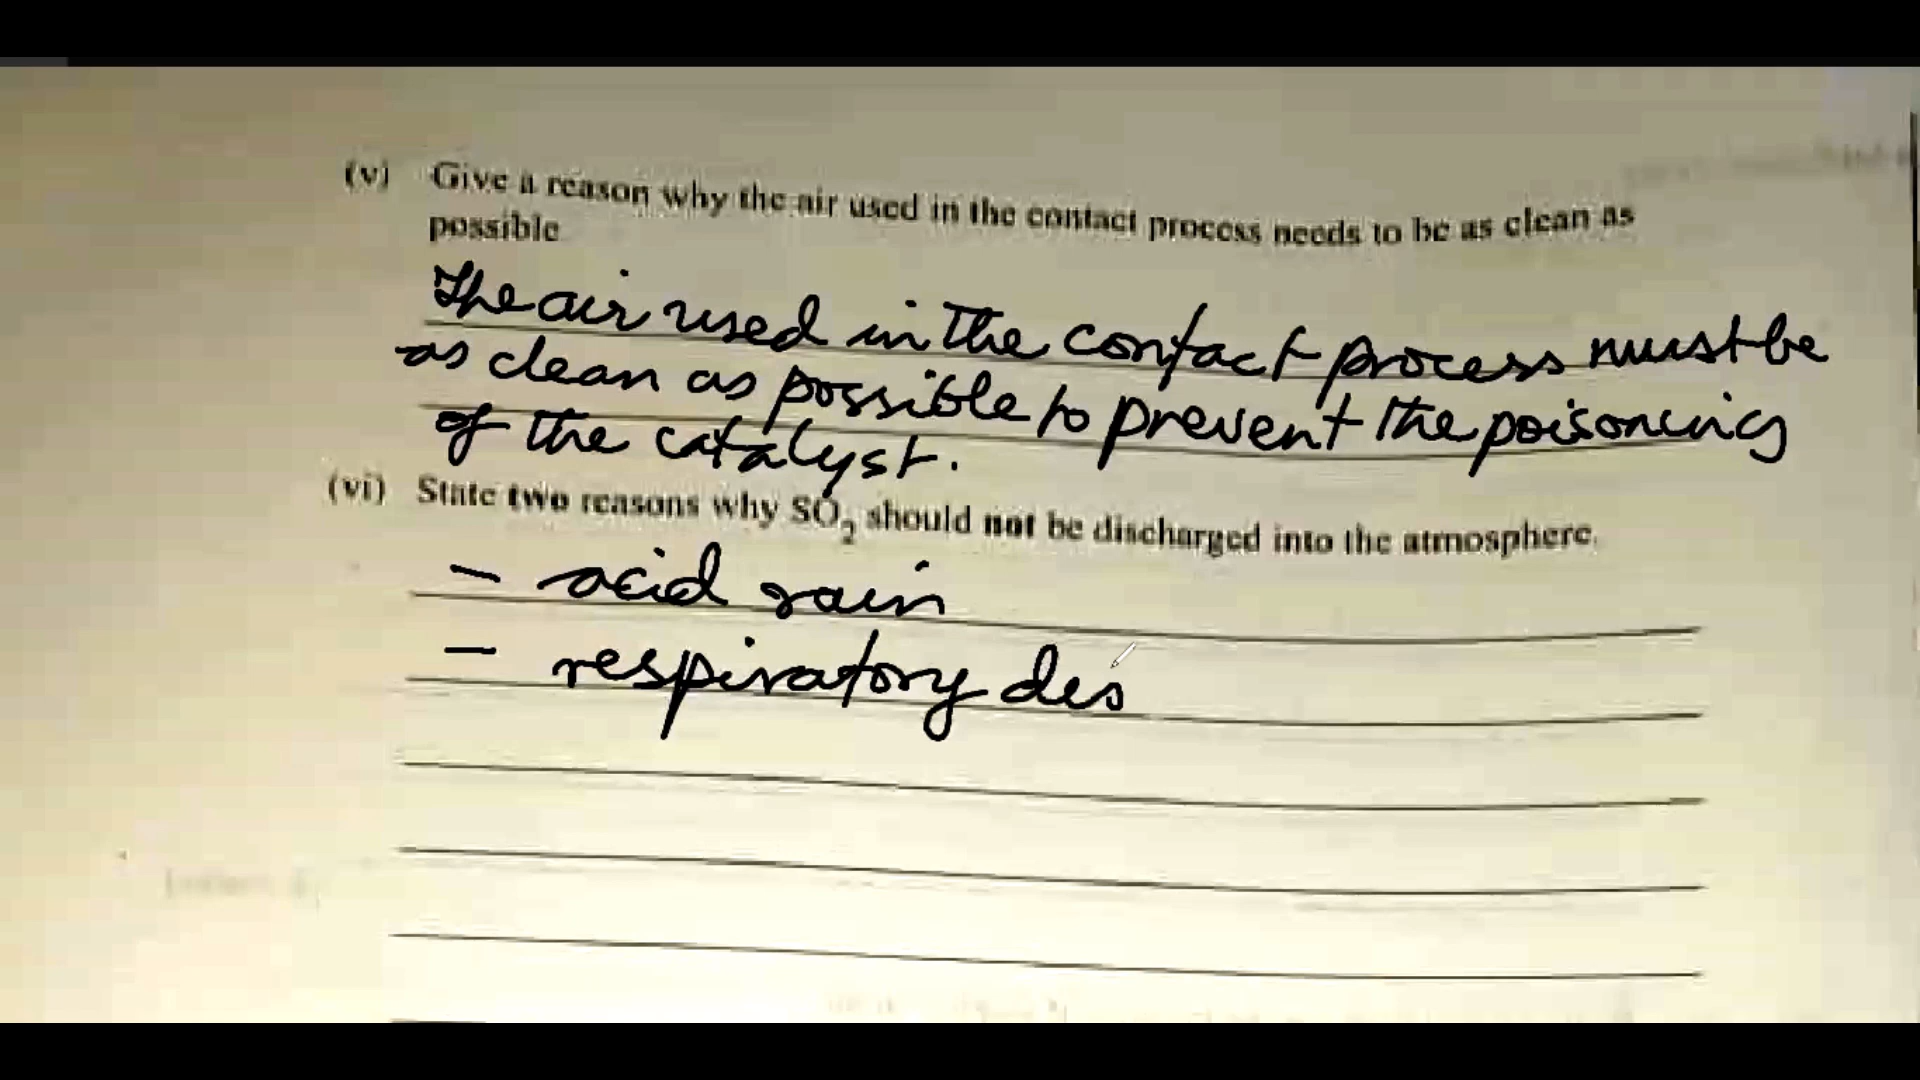 (v) Give a reason why the air used in the contact process needs to be as clean as
possible
The air used in the contact process must be
as clean as possible to prevent the poisoning
of the catalyst.
(vi) State two reasons why SO₂ should not be discharged into the atmosphere.
- acid rain
- respiratory des